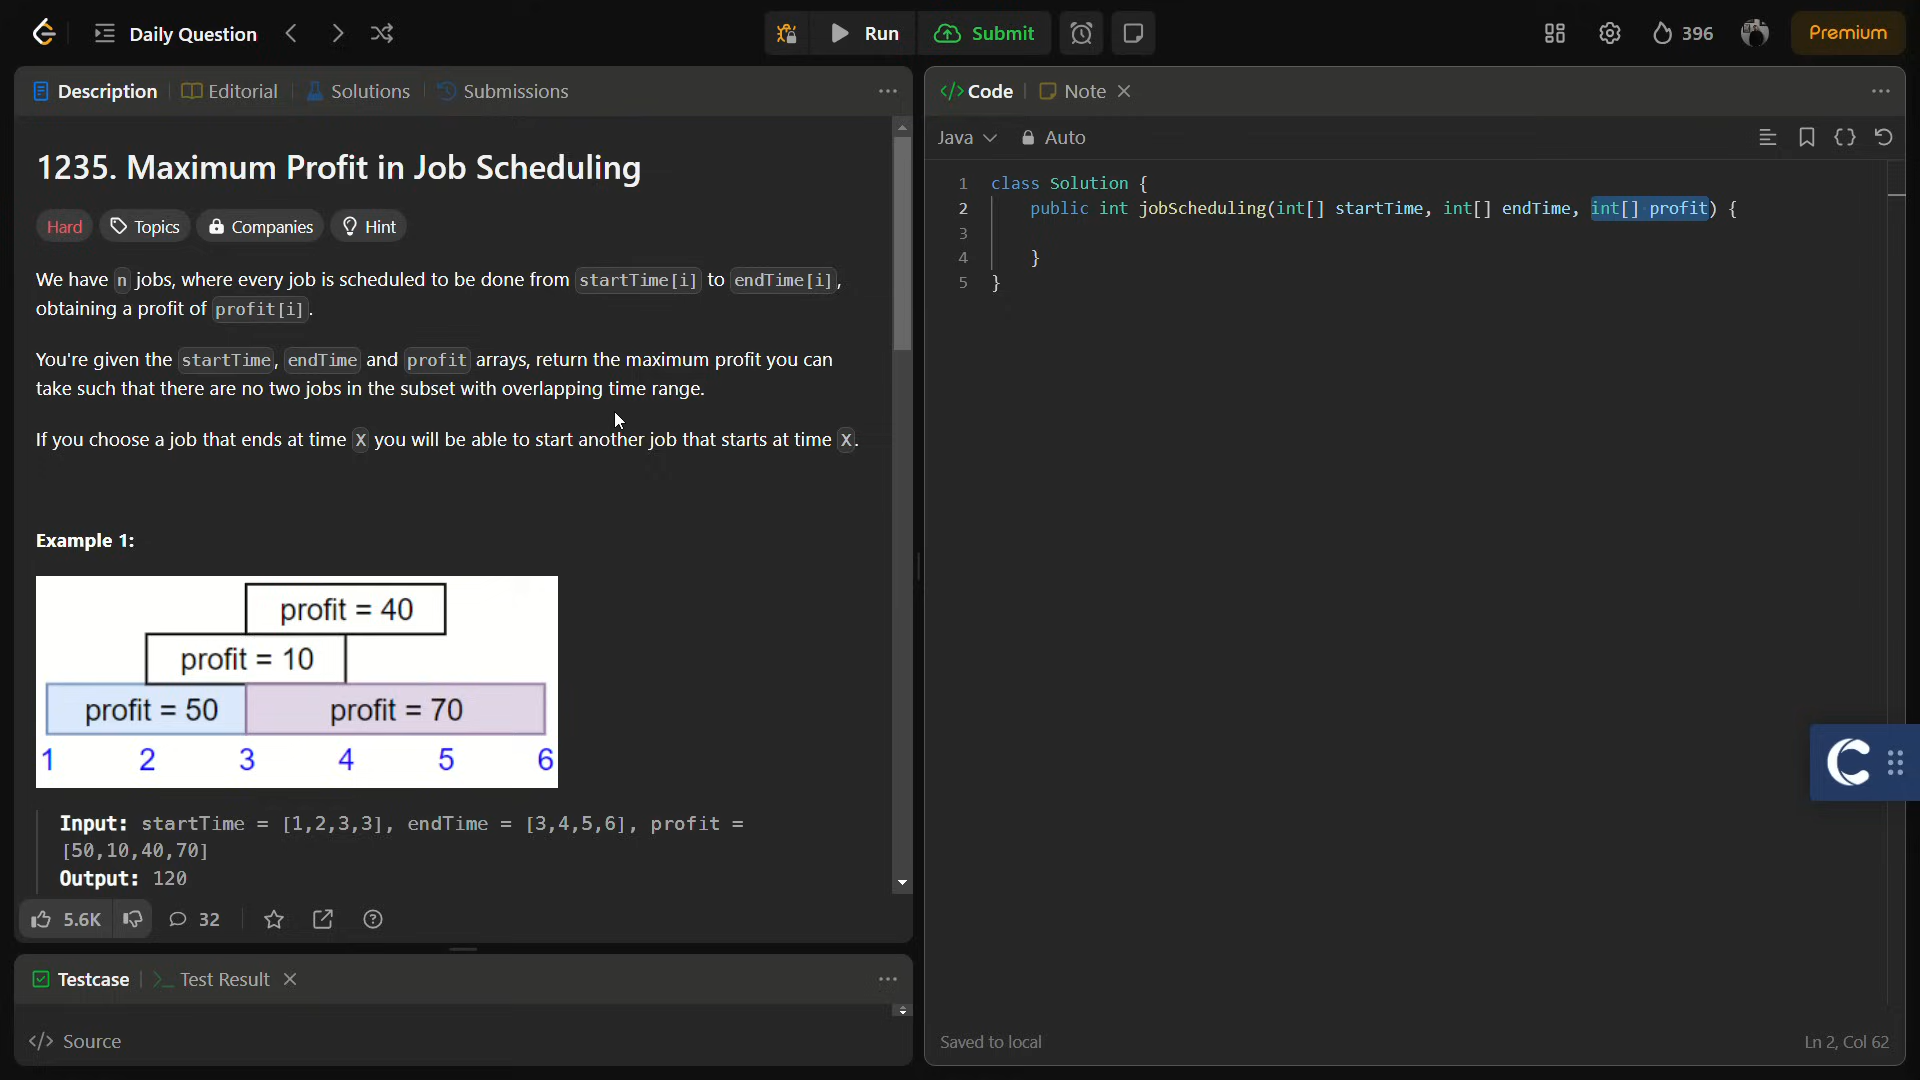 Daily Question
Run
Submit
396
Premium
Description
Editorial
Solutions
Submissions
1235. Maximum Profit in Job Scheduling
Hard
Topics
Companies
Hint
We have n jobs, where every job is scheduled to be done from startTime[i] to endTime[i],
obtaining a profit of profit[i].
You're given the startTime, endTime and profit arrays, return the maximum profit you can
take such that there are no two jobs in the subset with overlapping time range.
If you choose a job that ends at time X you will be able to start another job that starts at time X.
Example 1:
profit = 40
profit = 10
profit = 50 profit = 70
1 2 3 4 5 6
Input: startTime = [1,2,3,3], endTime = [3,4,5,6], profit =
[50,10,40,70]
Output: 120
5.6K
32
Testcase
Test Result
Source
Code
Note
Java
Auto
1 class Solution {
2 public int jobScheduling(int[] startTime, int[] endTime, int[] profit) {
3
4 }
5 }
Saved to local
Ln 2, Col 62